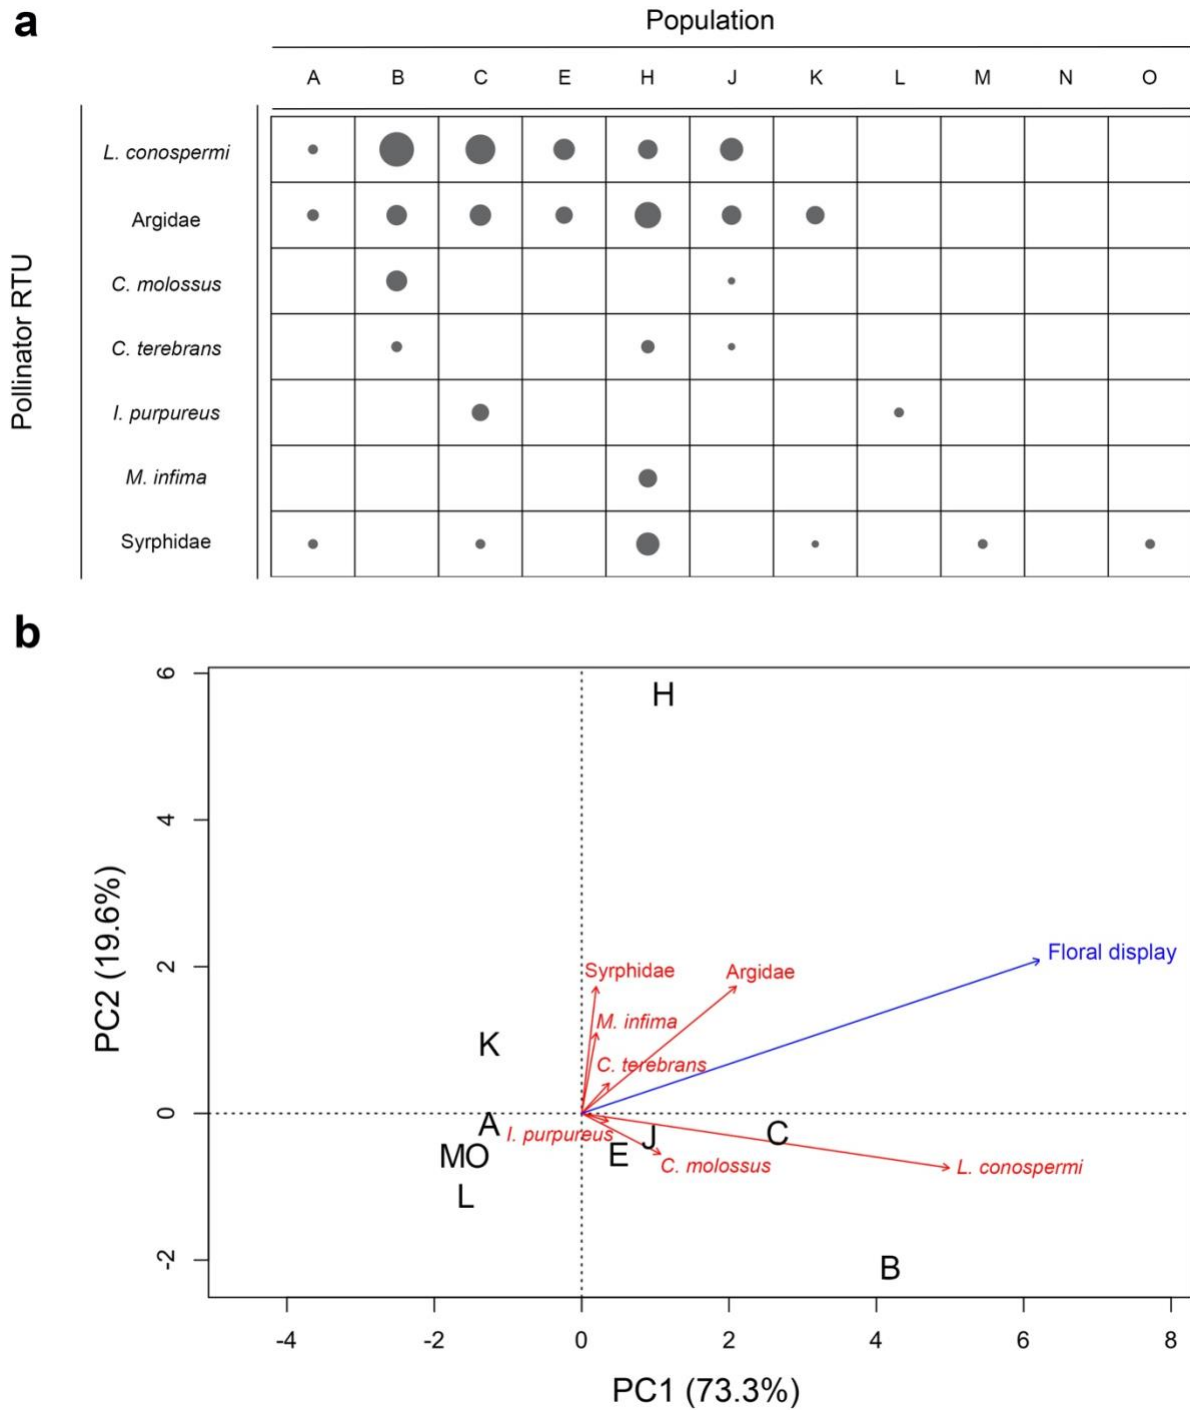 a
Population
A B C E H J K L M N O
Pollinator RTU
L. conospermi
Argidae
C. molossus
C. terebrans
I. purpureus
M. infima
Syrphidae
b
6
H
4
Floral display
2
Syrphidae Argidae
M. infima
K
C. terebrans
0
A
I. purpureus J C
MO E
C. molossus L. conospermi
L
-2
B
PC2 (19.6%)
-4 -2 0 2 4 6 8
PC1 (73.3%)